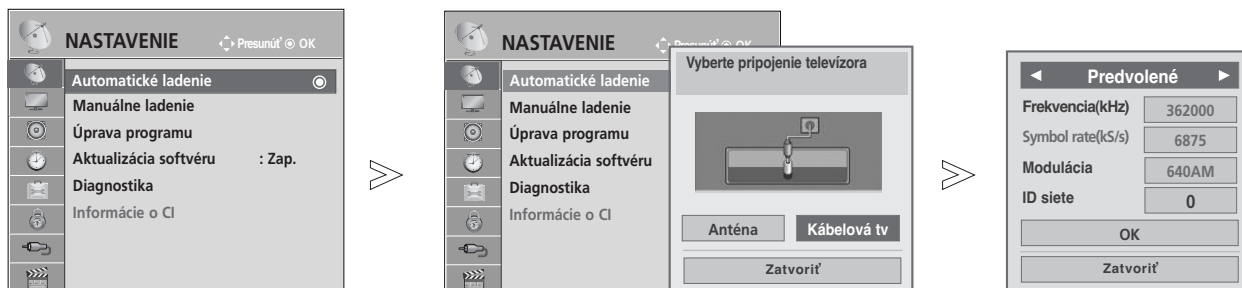 NASTAVENIE
Presunúť OK
Automatické ladenie
Manuálne ladenie
Úprava programu
Aktualizácia softvéru : Zap.
Diagnostika
Informácie o CI
NASTAVENIE
Presunúť OK
Automatické ladenie
Manuálne ladenie
Úprava programu
Aktualizácia softvéru
Diagnostika
Informácie o CI
Vyberte pripojenie televízora
Anténa Kábelová tv
Zatvoriť
Predvolené
Frekvencia(kHz) 362000
Symbol rate(kS/s) 6875
Modulácia 640AM
ID siete 0
OK
Zatvoriť